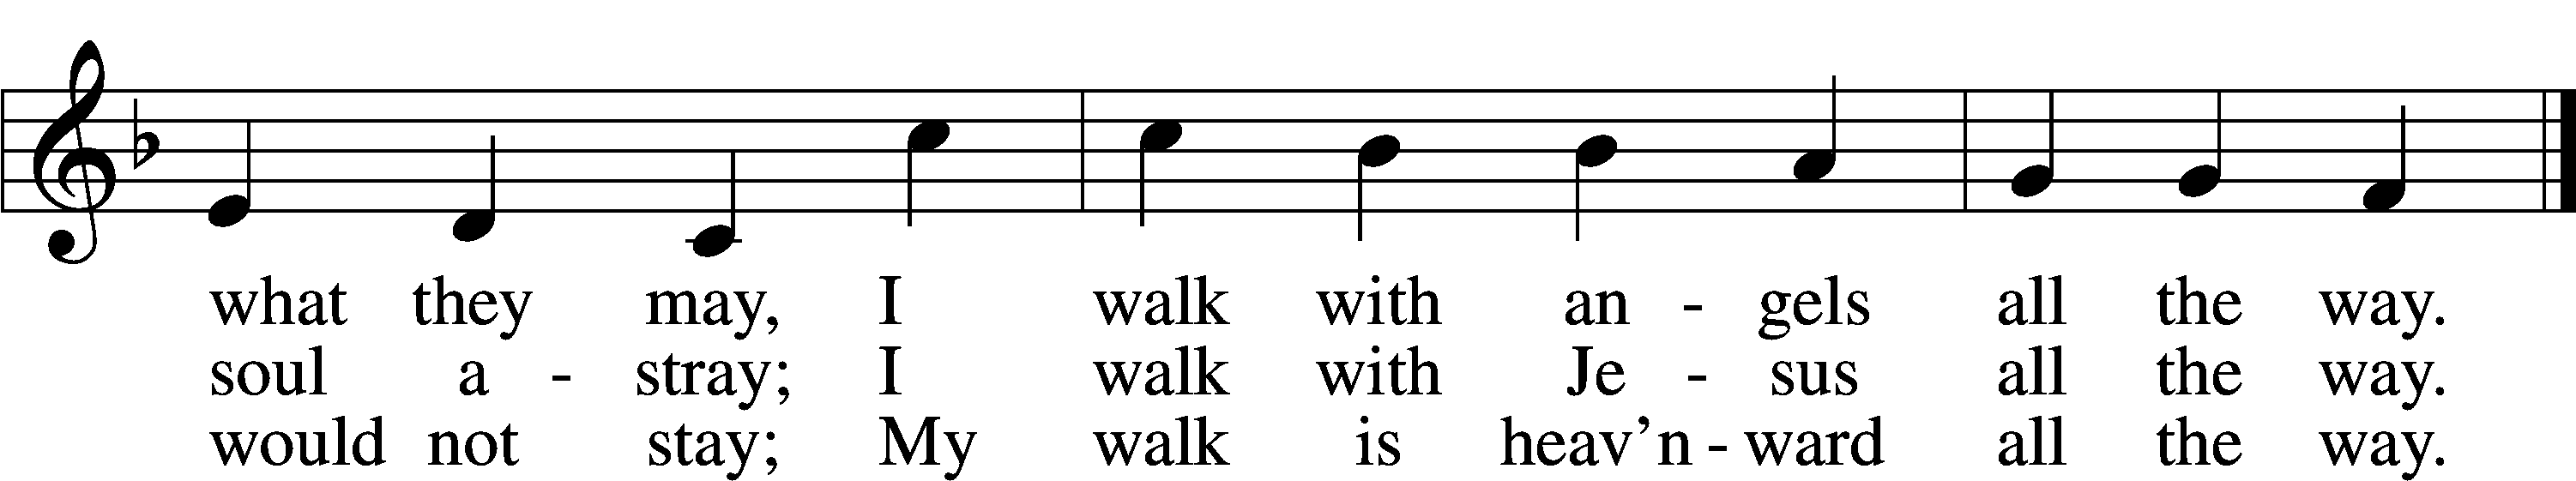 what they may, I walk with an - gels all the way.
soul a - stray; I walk with Je - sus all the way.
would not stay; My walk is heav’n - ward all the way.